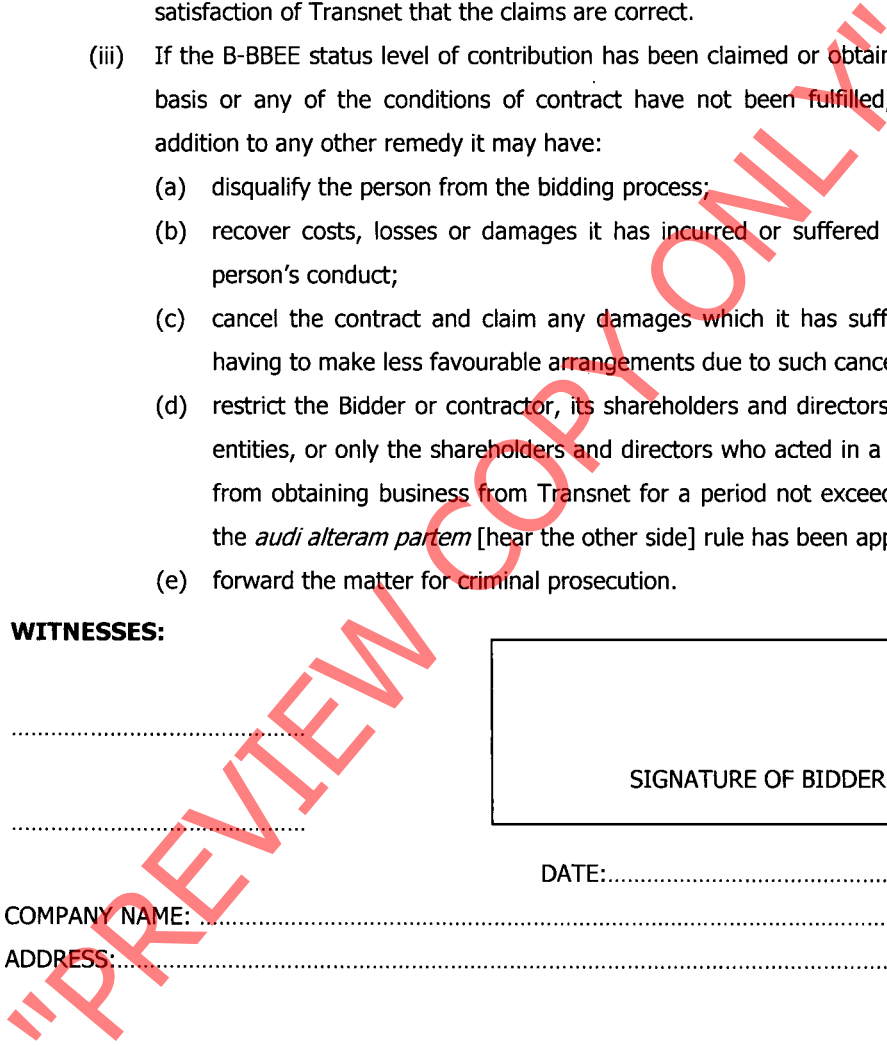 satisfaction of Transnet that the claims are correct.
(iii) If the B-BBEE status level of contribution has been claimed or
basis or any of the conditions of contract have not been fulfilled,
addition to any other remedy it may have:
(a) disqualify the person from the bidding process;
(b) recover costs, losses or damages it has incurred or suffered
person's conduct;
(c) cancel the contract and claim any damages which it has
having to make less favourable arrangements due to such
(d) restrict the Bidder or contractor, its shareholders and directors
entities, or only the shareholders and directors who acted in a
from obtaining business from Transnet for a period not
the audi alteram partem [hear the other side] rule has been
(e) forward the matter for criminal prosecution.
WITNESSES:
..............................................
SIGNATURE OF BIDDER
..............................................
DATE:...........................................
COMPANY NAME: ..........................................................................................................
ADDRESS:.....................................................................................................................
"PREVIEW COPY ONLY"